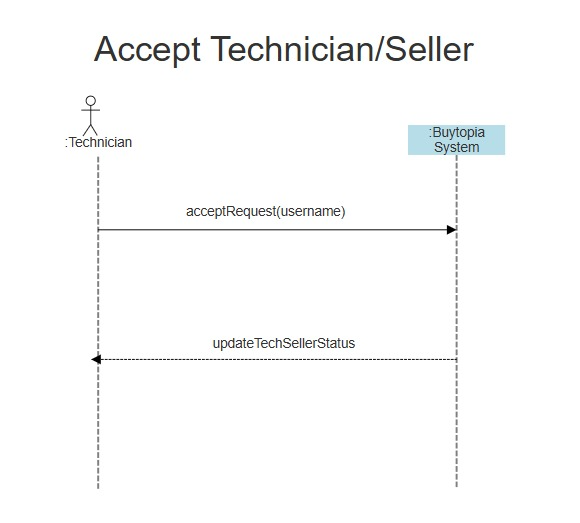 Accept Technician/Seller
:Technician
:Buytopia
System
acceptRequest(username)
updateTechSellerStatus